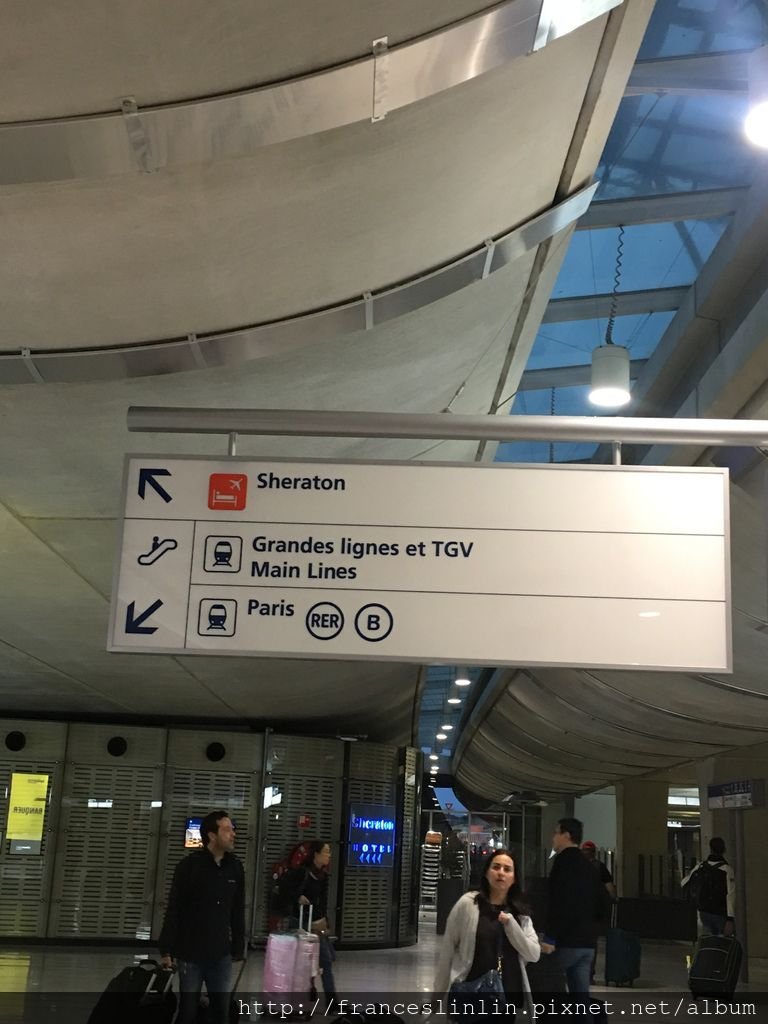 Sheraton
Grandes lignes et TGV
Main Lines
Paris RER B
Sheraton
HOTEL
http://franceslinlin.pixnet.net/album